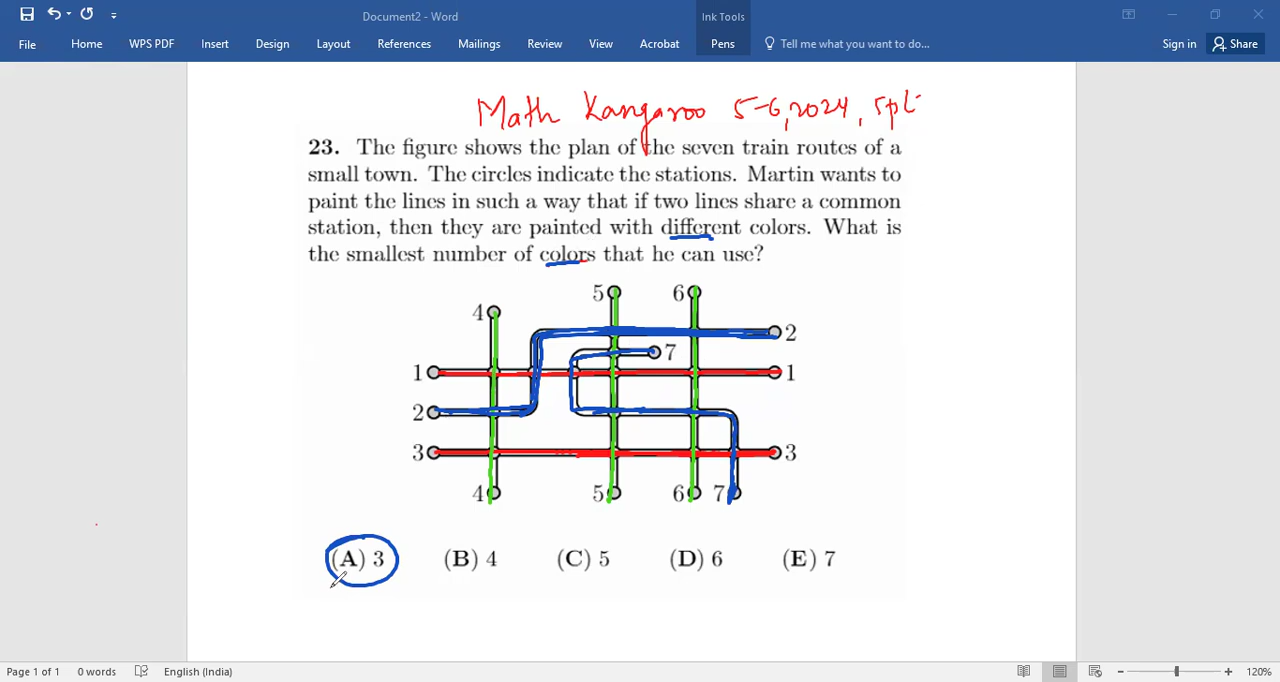 Document2 - Word
Ink Tools
File Home WPS PDF Insert Design Layout References Mailings Review View Acrobat Pens Tell me what you want to do... Sign in Share
Math Kangaroo 5-6, 2024, 5pt
23. The figure shows the plan of the seven train routes of a
small town. The circles indicate the stations. Martin wants to
paint the lines in such a way that if two lines share a common
station, then they are painted with different colors. What is
the smallest number of colors that he can use?
5 6
4
2
7
1 1
2
3 3
4 5 6 7
(A) 3 (B) 4 (C) 5 (D) 6 (E) 7
Page 1 of 1 0 words English (India) 120%